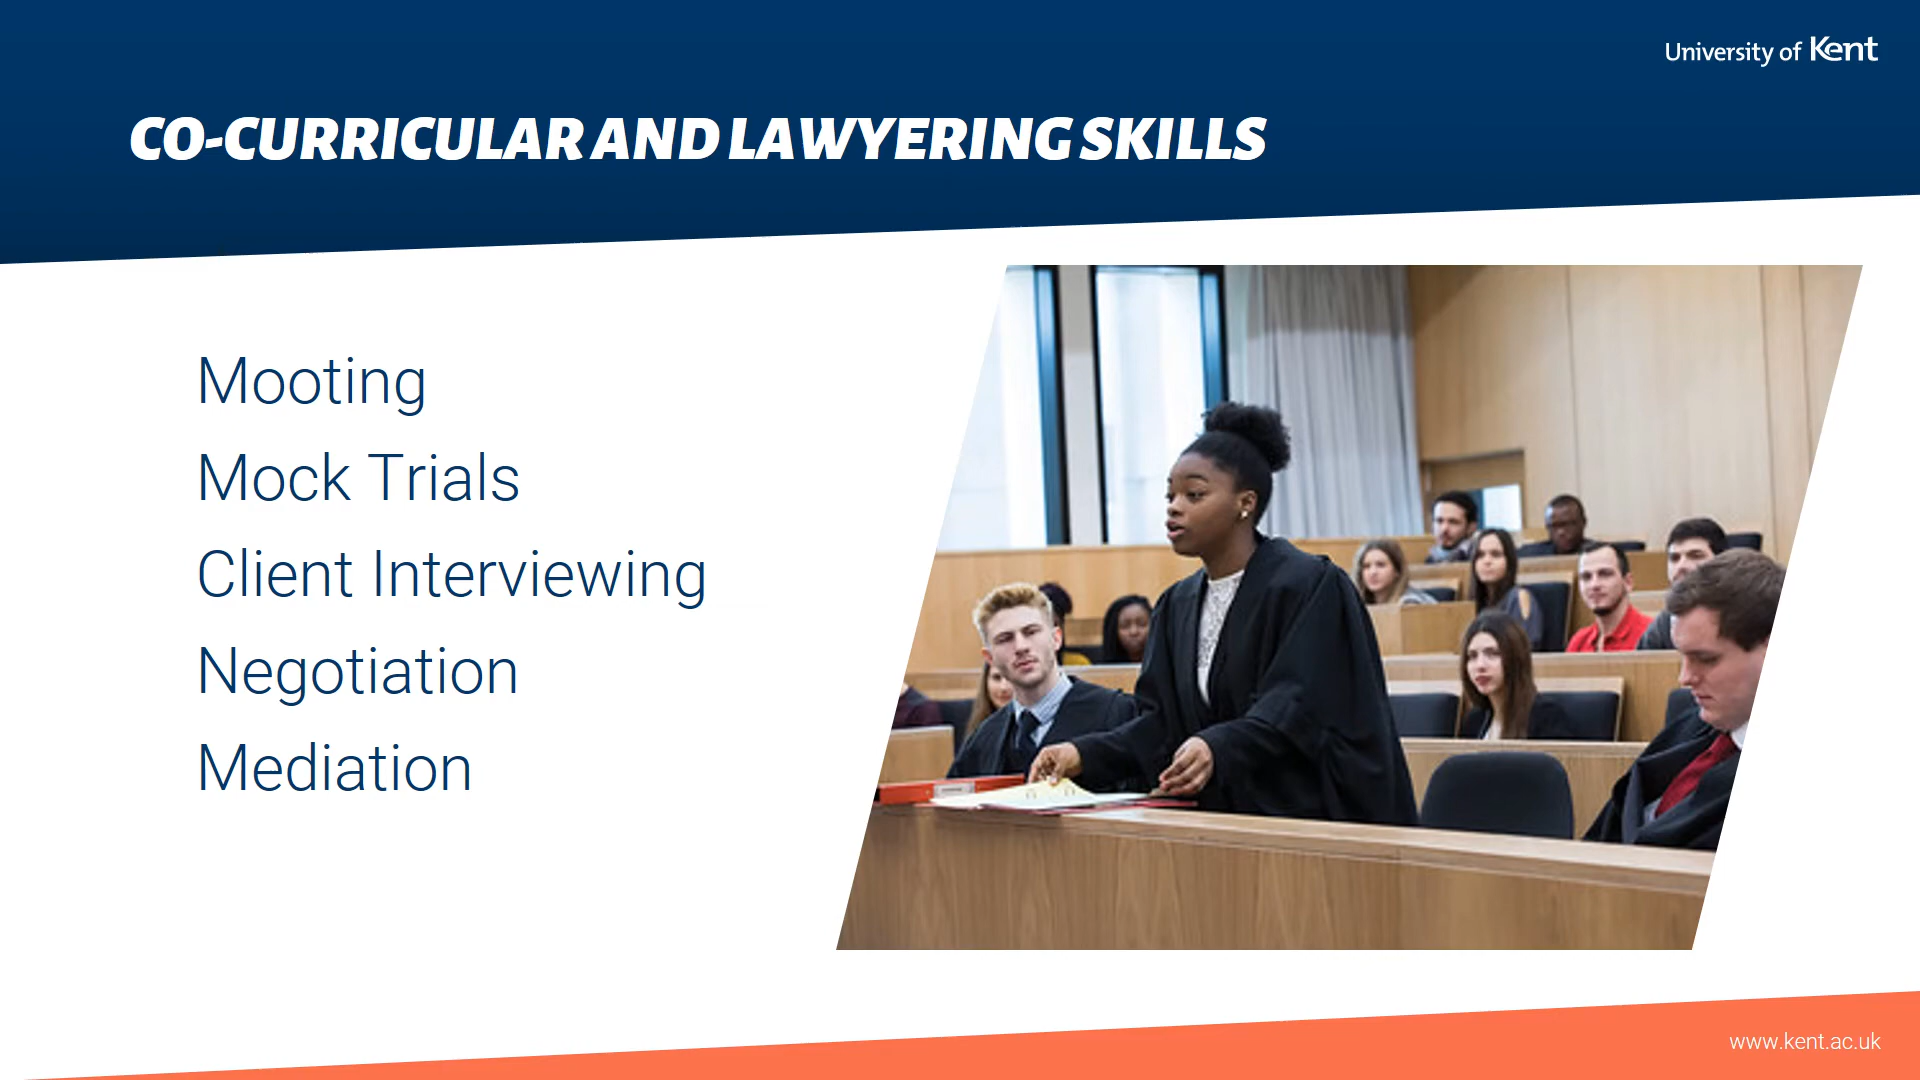 University of Kent
CO-CURRICULAR AND LAWYERING SKILLS
Mooting
Mock Trials
Client Interviewing
Negotiation
Mediation
www.kent.ac.uk